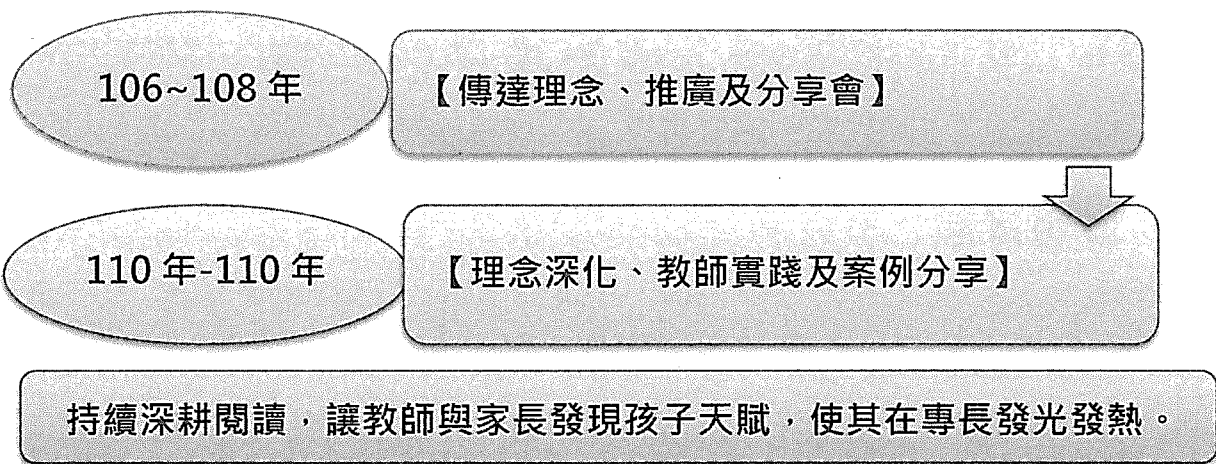 106~108 年
【傳達理念、推廣及分享會】
110 年-110 年
【理念深化、教師實踐及案例分享】
持續深耕閱讀，讓教師與家長發現孩子天賦，使其在專長發光發熱。